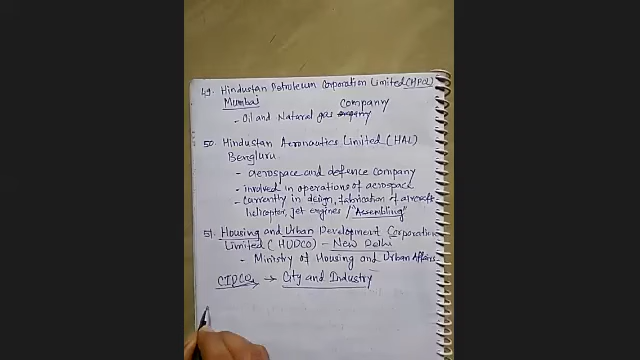 49. Hindustan Petroleum Corporation Limited (HPCL)
Mumbai
Company
- Oil and Natural gas
50. Hindustan Aeronautics Limited (HAL)
Bengluru
- aerospace and defence company
- involved in operations of aerospace
- Currently in design, fabrication of aircraft
helicoptor, jet engines / "Assembling"
51. Housing and Urban Development Corporation
Limited (HUDCO) - New Delhi
- Ministry of Housing and Urban Affairs
CIDCO → City and Industry